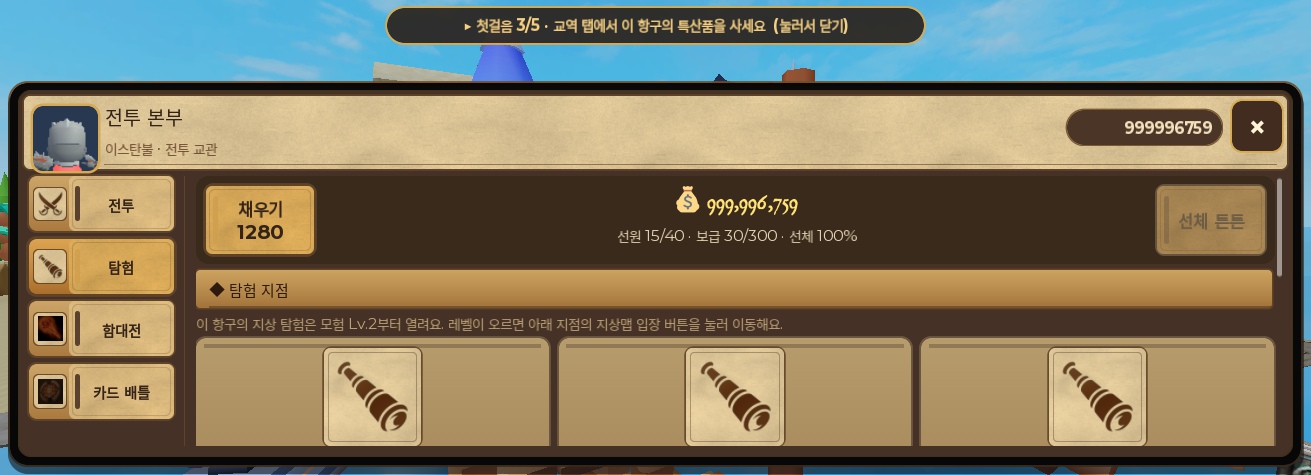 ▸ 첫걸음 3/5 · 교역 탭에서 이 항구의 특산품을 사세요 (눌러서 닫기)
전투 본부
이스탄불 · 전투 교관
999996759
×
전투
탐험
함대전
카드 배틀
채우기
1280
999,996,759
선원 15/40 · 보급 30/300 · 선체 100%
선체 튼튼
◆ 탐험 지점
이 항구의 지상 탐험은 모험 Lv.2부터 열려요. 레벨이 오르면 아래 지점의 지상맵 입장 버튼을 눌러 이동해요.